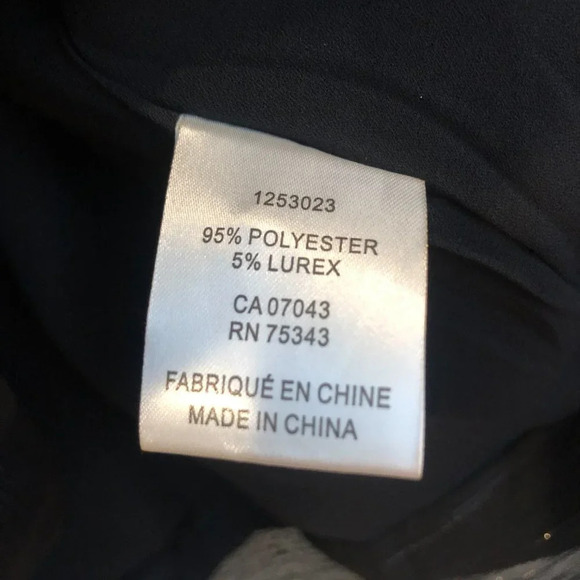 1253023
95% POLYESTER
5% LUREX
CA 07043
RN 75343
FABRIQUÉ EN CHINE
MADE IN CHINA